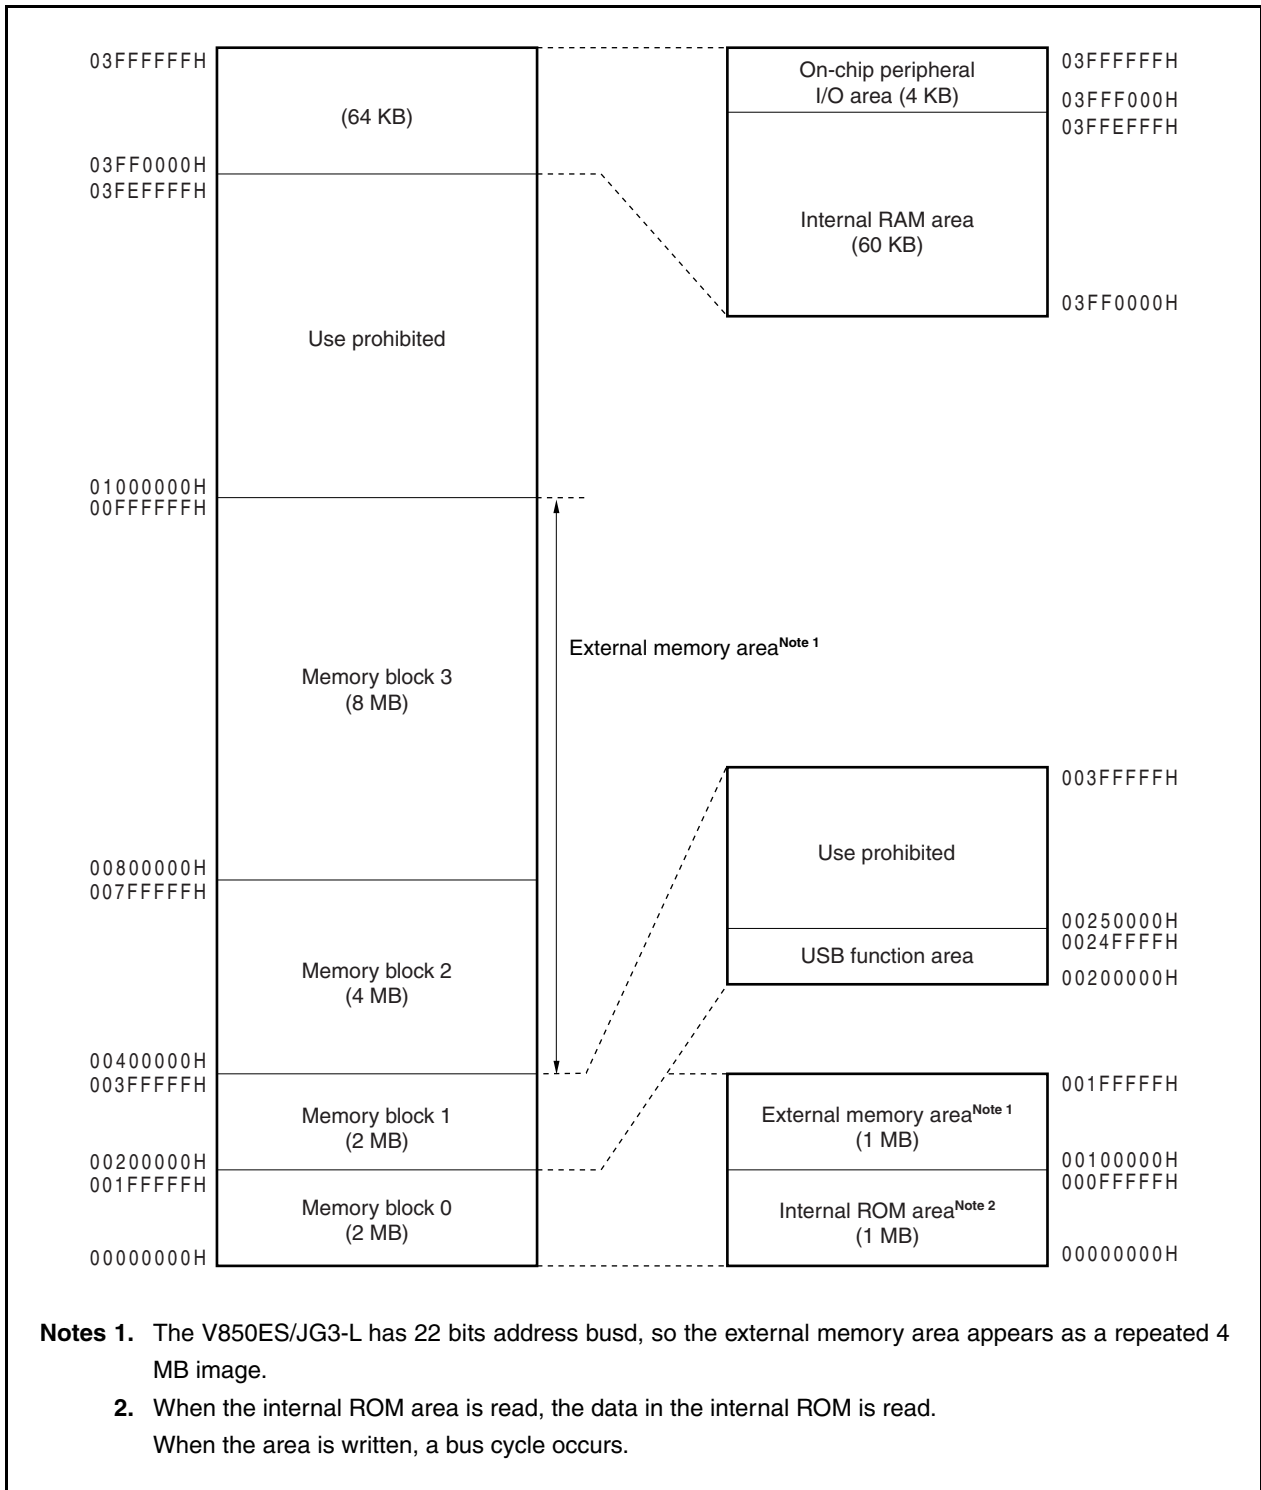 03FFFFFFH
(64 KB)
03FF0000H
03FEFFFFH
Use prohibited
01000000H
00FFFFFFH
Memory block 3
(8 MB)
00800000H
007FFFFFH
Memory block 2
(4 MB)
00400000H
003FFFFFH
Memory block 1
(2 MB)
00200000H
001FFFFFH
Memory block 0
(2 MB)
00000000H
External memory areaNote 1
On-chip peripheral
I/O area (4 KB)
03FFFFFFH
03FFF000H
03FFEFFFH
Internal RAM area
(60 KB)
03FF0000H
003FFFFFH
Use prohibited
00250000H
0024FFFFH
USB function area
00200000H
001FFFFFH
External memory areaNote 1
(1 MB)
00100000H
000FFFFFH
Internal ROM areaNote 2
(1 MB)
00000000H
Notes 1. The V850ES/JG3-L has 22 bits address busd, so the external memory area appears as a repeated 4
MB image.
2. When the internal ROM area is read, the data in the internal ROM is read.
When the area is written, a bus cycle occurs.